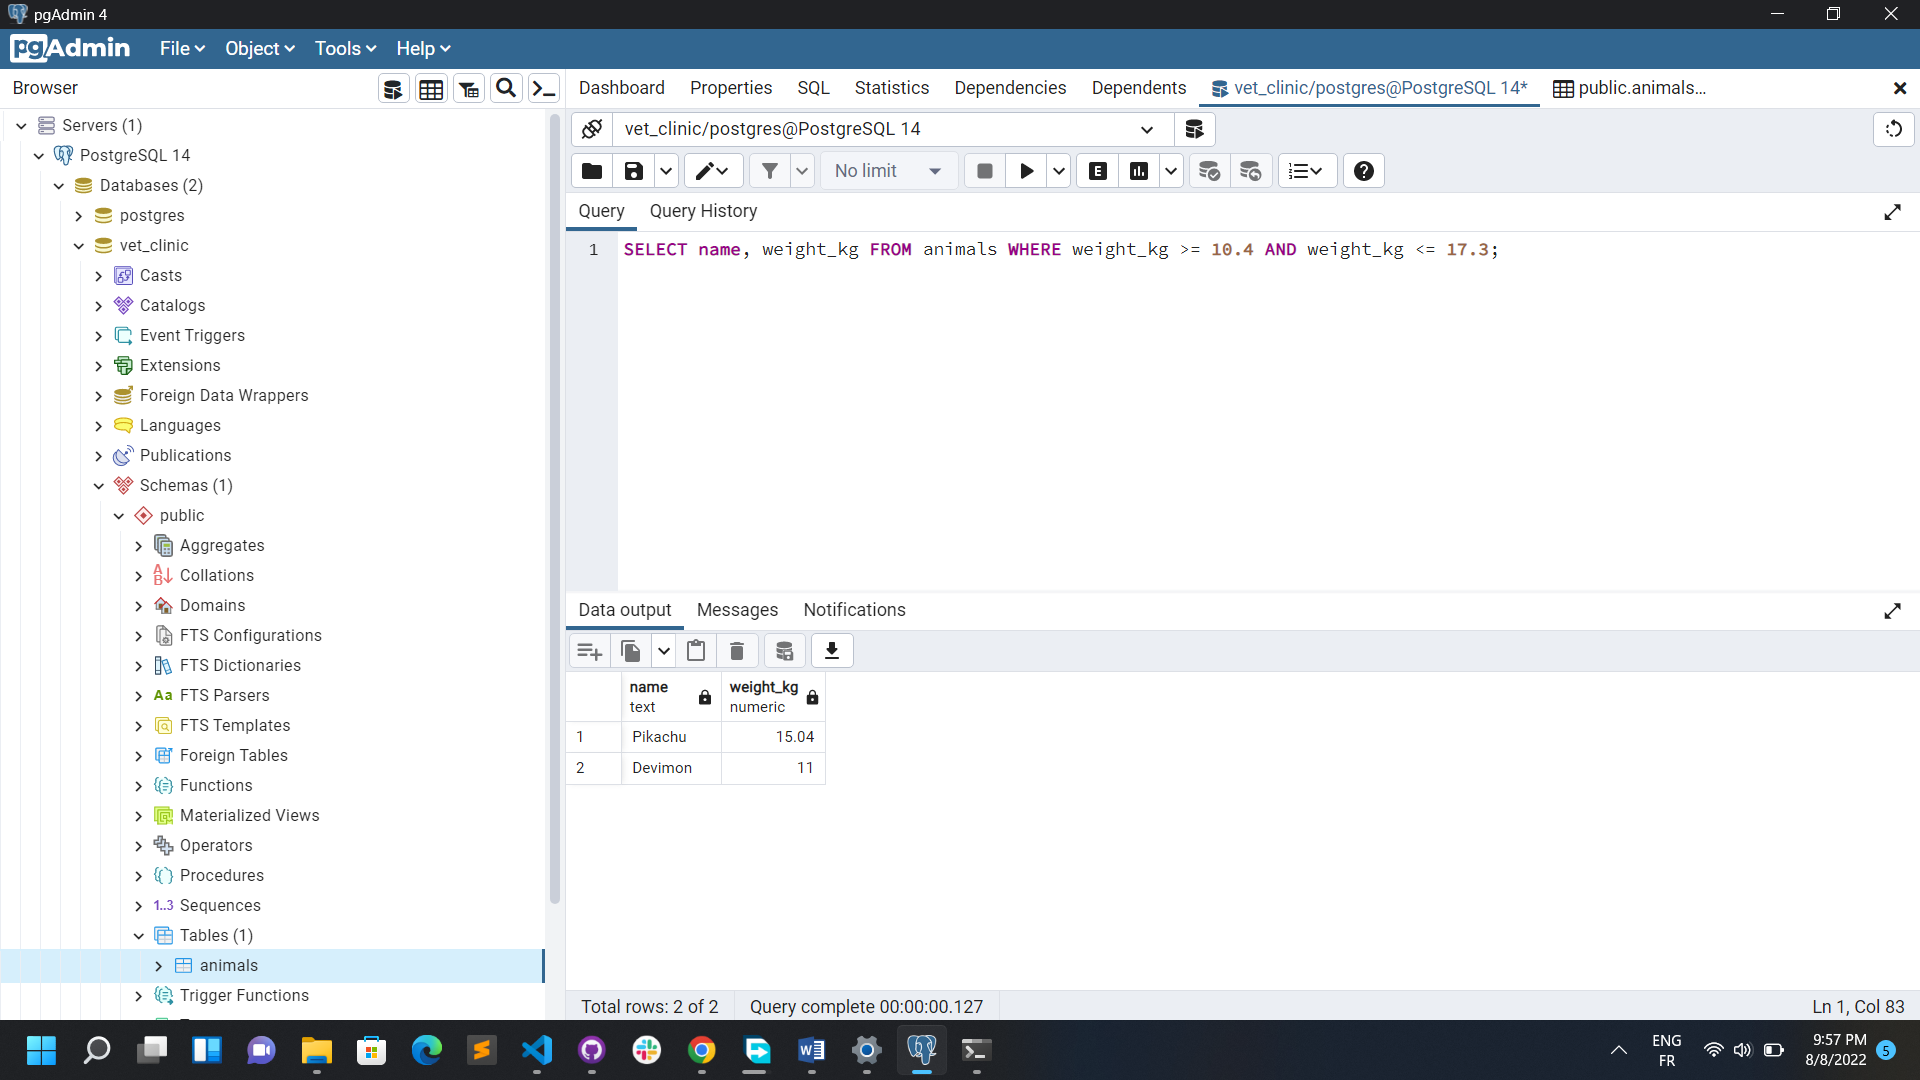 pgAdmin 4
pgAdmin File Object Tools Help
Browser
Servers (1)
PostgreSQL 14
Databases (2)
postgres
vet_clinic
Casts
Catalogs
Event Triggers
Extensions
Foreign Data Wrappers
Languages
Publications
Schemas (1)
public
Aggregates
Collations
Domains
FTS Configurations
FTS Dictionaries
Aa FTS Parsers
FTS Templates
Foreign Tables
Functions
Materialized Views
Operators
Procedures
1..3 Sequences
Tables (1)
animals
Trigger Functions
Dashboard Properties SQL Statistics Dependencies Dependents vet_clinic/postgres@PostgreSQL 14* public.animals...
vet_clinic/postgres@PostgreSQL 14
No limit E
Query Query History
1 SELECT name, weight_kg FROM animals WHERE weight_kg >= 10.4 AND weight_kg <= 17.3;
Data output Messages Notifications
name weight_kg
text numeric
1 Pikachu 15.04
2 Devimon 11
Total rows: 2 of 2 Query complete 00:00:00.127 Ln 1, Col 83
ENG
FR
9:57 PM
8/8/2022
5